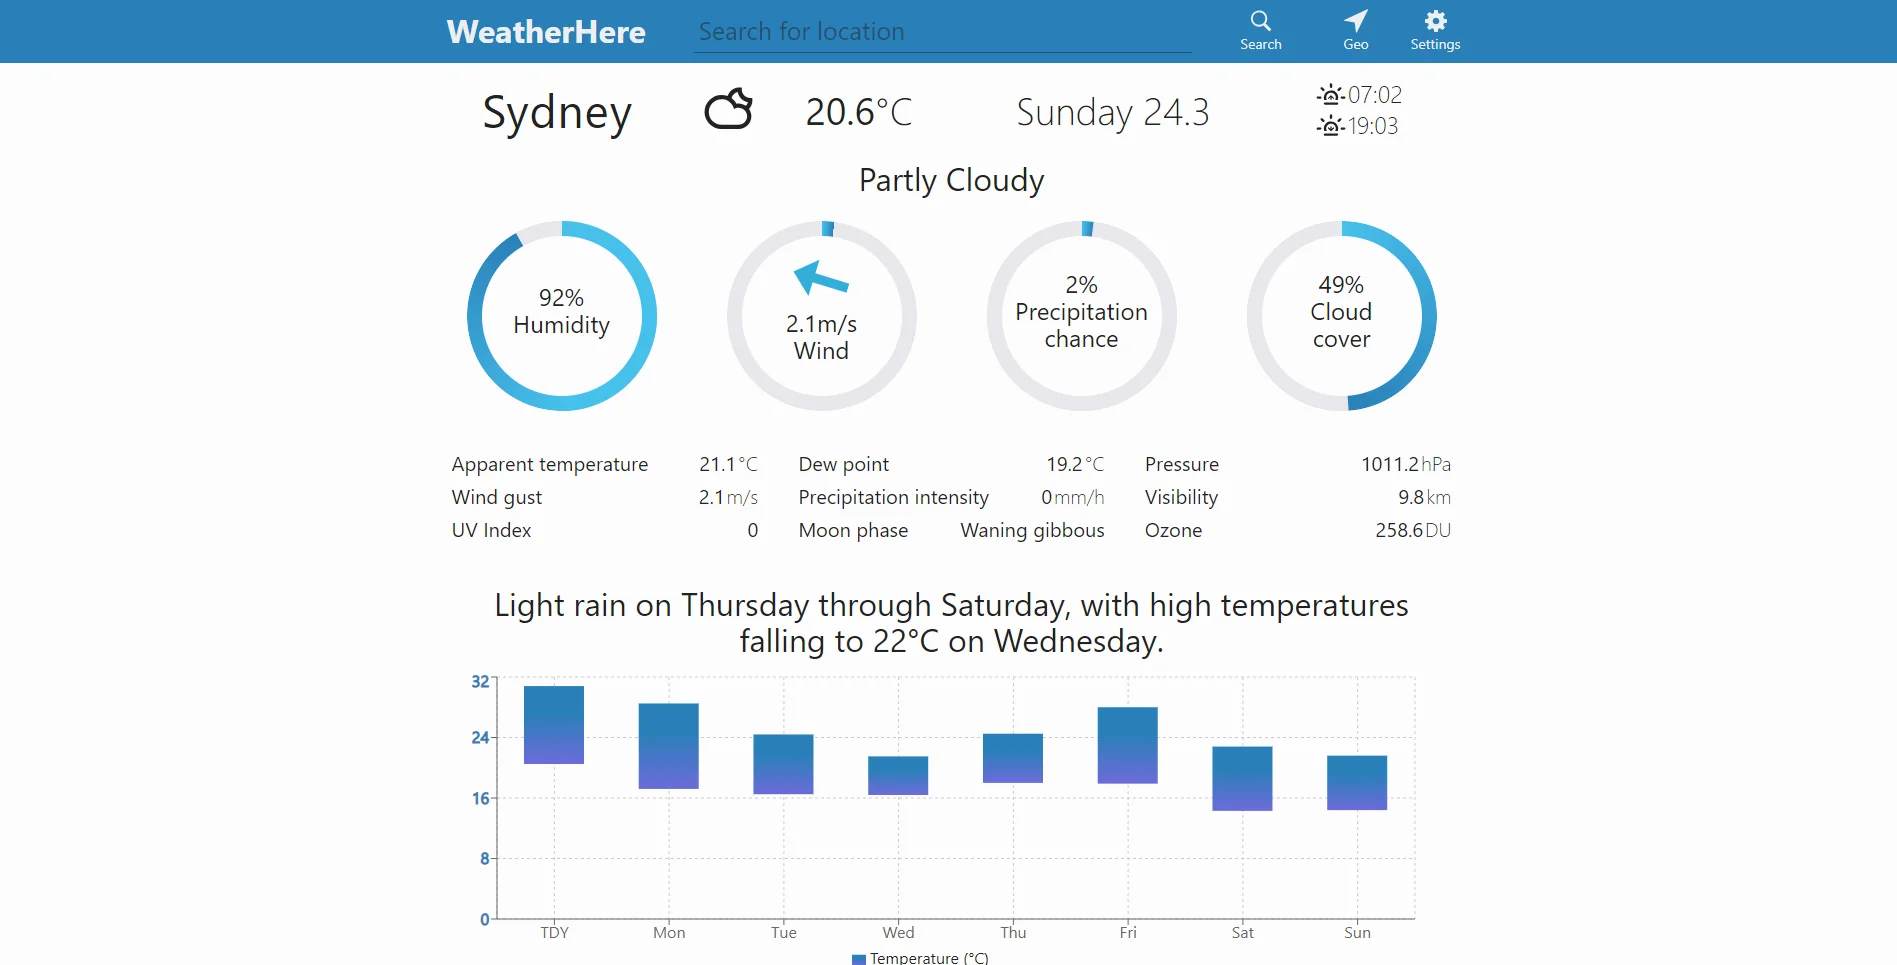 WeatherHere
Search for location
Search
Geo
Settings
Sydney
20.6°C
Sunday 24.3
07:02
19:03
Partly Cloudy
92%
Humidity
2.1m/s
Wind
2%
Precipitation
chance
49%
Cloud
cover
Apparent temperature 21.1°C
Dew point 19.2°C
Pressure 1011.2hPa
Wind gust 2.1m/s
Precipitation intensity 0mm/h
Visibility 9.8km
UV Index 0
Moon phase Waning gibbous
Ozone 258.6DU
Light rain on Thursday through Saturday, with high temperatures
falling to 22°C on Wednesday.
32
24
16
8
0
TDY Mon Tue Wed Thu Fri Sat Sun
Temperature (°C)